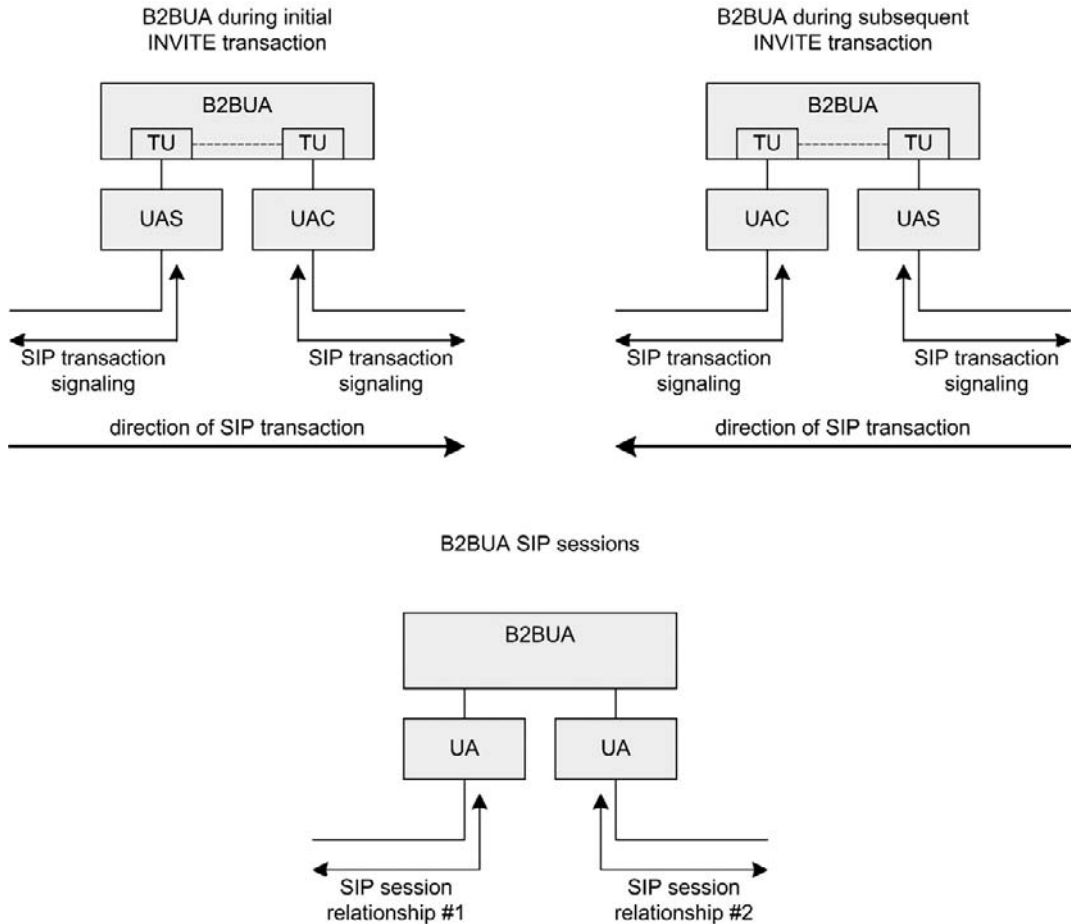 B2BUA during initial
INVITE transaction
B2BUA
TU
TU
UAS
UAC
SIP transaction
signaling
SIP transaction
signaling
direction of SIP transaction
B2BUA during subsequent
INVITE transaction
B2BUA
TU
TU
UAC
UAS
SIP transaction
signaling
SIP transaction
signaling
direction of SIP transaction
B2BUA SIP sessions
B2BUA
UA
UA
SIP session
relationship #1
SIP session
relationship #2